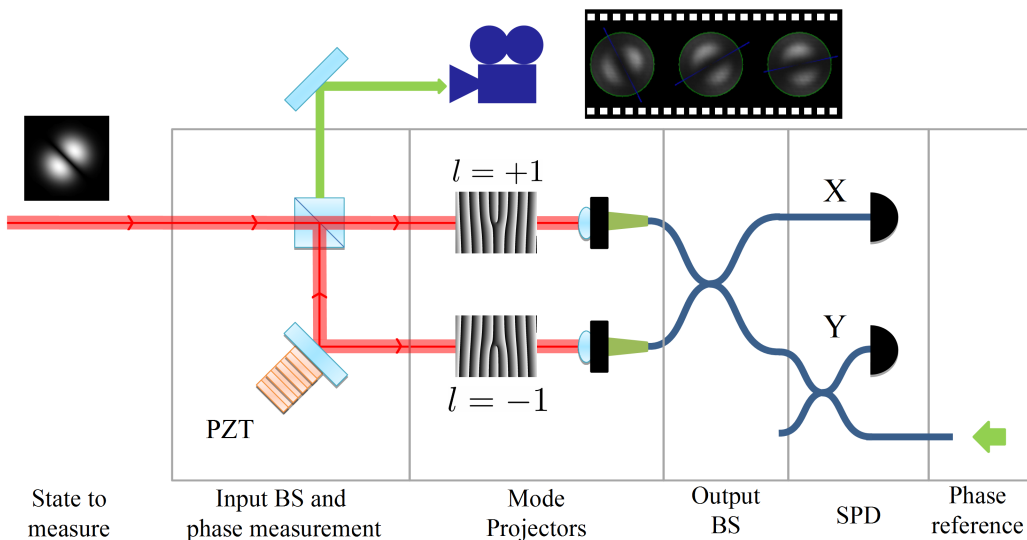 l = +1
X
Y
l = −1
PZT
State to
measure
Input BS and
phase measurement
Mode
Projectors
Output
BS
SPD
Phase
reference